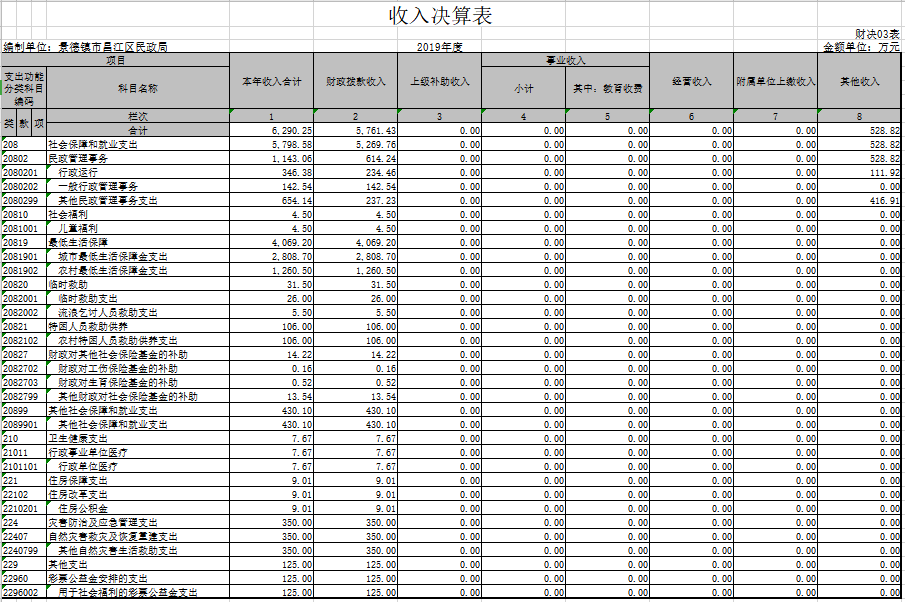 收入决算表
财决03表
编制单位：景德镇市昌江区民政局 2019年度 金额单位：万元
项目 本年收入合计 财政拨款收入 上级补助收入 事业收入 经营收入 附属单位上缴收入 其他收入
支出功能分类科目编码 科目名称 小计 其中：教育收费
类 款 项 栏次 1 2 3 4 5 6 7 8
合计 6,290.25 5,761.43 0.00 0.00 0.00 0.00 0.00 528.82
208 社会保障和就业支出 5,798.58 5,269.76 0.00 0.00 0.00 0.00 0.00 528.82
20802 民政管理事务 1,143.06 614.24 0.00 0.00 0.00 0.00 0.00 528.82
2080201 行政运行 346.38 234.46 0.00 0.00 0.00 0.00 0.00 111.92
2080202 一般行政管理事务 142.54 142.54 0.00 0.00 0.00 0.00 0.00 0.00
2080299 其他民政管理事务支出 654.14 237.23 0.00 0.00 0.00 0.00 0.00 416.91
20810 社会福利 4.50 4.50 0.00 0.00 0.00 0.00 0.00 0.00
2081001 儿童福利 4.50 4.50 0.00 0.00 0.00 0.00 0.00 0.00
20819 最低生活保障 4,069.20 4,069.20 0.00 0.00 0.00 0.00 0.00 0.00
2081901 城市最低生活保障金支出 2,808.70 2,808.70 0.00 0.00 0.00 0.00 0.00 0.00
2081902 农村最低生活保障金支出 1,260.50 1,260.50 0.00 0.00 0.00 0.00 0.00 0.00
20820 临时救助 31.50 31.50 0.00 0.00 0.00 0.00 0.00 0.00
2082001 临时救助支出 26.00 26.00 0.00 0.00 0.00 0.00 0.00 0.00
2082002 流浪乞讨人员救助支出 5.50 5.50 0.00 0.00 0.00 0.00 0.00 0.00
20821 特困人员救助供养 106.00 106.00 0.00 0.00 0.00 0.00 0.00 0.00
2082102 农村特困人员救助供养支出 106.00 106.00 0.00 0.00 0.00 0.00 0.00 0.00
20827 财政对其他社会保险基金的补助 14.22 14.22 0.00 0.00 0.00 0.00 0.00 0.00
2082702 财政对工伤保险基金的补助 0.16 0.16 0.00 0.00 0.00 0.00 0.00 0.00
2082703 财政对生育保险基金的补助 0.52 0.52 0.00 0.00 0.00 0.00 0.00 0.00
2082799 其他财政对社会保险基金的补助 13.54 13.54 0.00 0.00 0.00 0.00 0.00 0.00
20899 其他社会保障和就业支出 430.10 430.10 0.00 0.00 0.00 0.00 0.00 0.00
2089901 其他社会保障和就业支出 430.10 430.10 0.00 0.00 0.00 0.00 0.00 0.00
210 卫生健康支出 7.67 7.67 0.00 0.00 0.00 0.00 0.00 0.00
21011 行政事业单位医疗 7.67 7.67 0.00 0.00 0.00 0.00 0.00 0.00
2101101 行政单位医疗 7.67 7.67 0.00 0.00 0.00 0.00 0.00 0.00
221 住房保障支出 9.01 9.01 0.00 0.00 0.00 0.00 0.00 0.00
22102 住房改革支出 9.01 9.01 0.00 0.00 0.00 0.00 0.00 0.00
2210201 住房公积金 9.01 9.01 0.00 0.00 0.00 0.00 0.00 0.00
224 灾害防治及应急管理支出 350.00 350.00 0.00 0.00 0.00 0.00 0.00 0.00
22407 自然灾害救灾及恢复重建支出 350.00 350.00 0.00 0.00 0.00 0.00 0.00 0.00
2240799 其他自然灾害生活救助支出 350.00 350.00 0.00 0.00 0.00 0.00 0.00 0.00
229 其他支出 125.00 125.00 0.00 0.00 0.00 0.00 0.00 0.00
22960 彩票公益金安排的支出 125.00 125.00 0.00 0.00 0.00 0.00 0.00 0.00
2296002 用于社会福利的彩票公益金支出 125.00 125.00 0.00 0.00 0.00 0.00 0.00 0.00